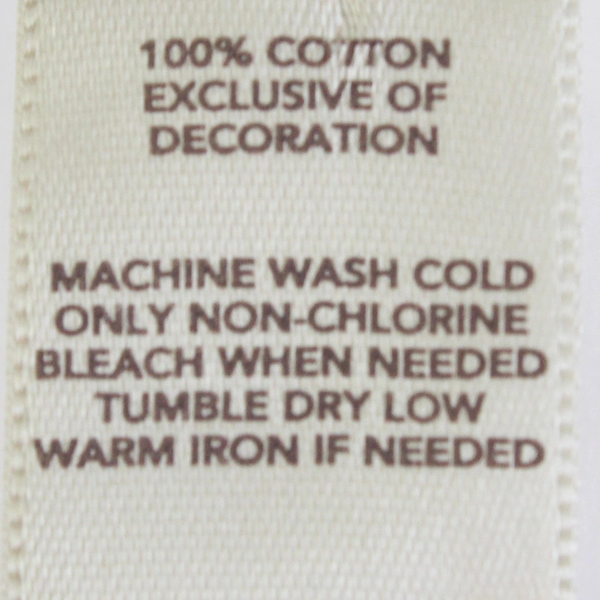 100% COTTON
EXCLUSIVE OF
DECORATION
MACHINE WASH COLD
ONLY NON-CHLORINE
BLEACH WHEN NEEDED
TUMBLE DRY LOW
WARM IRON IF NEEDED